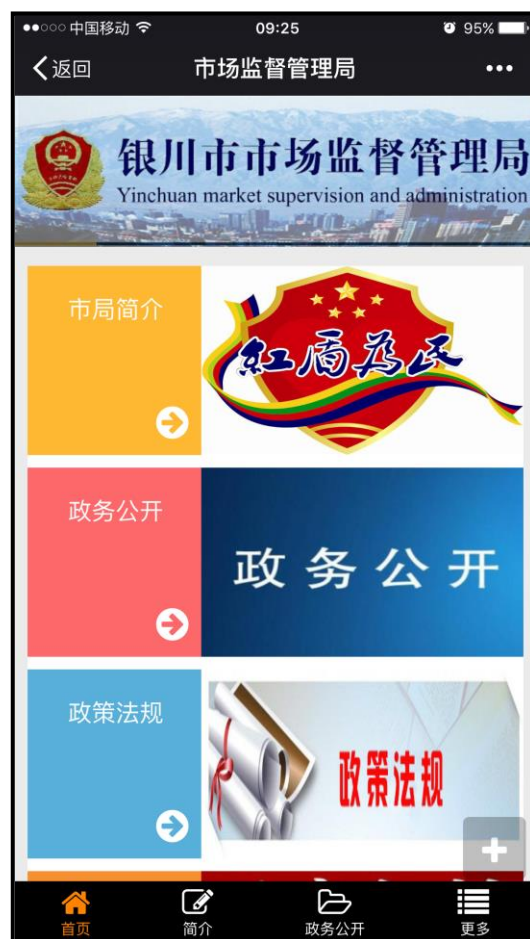 中国移动 09:25 95%
返回 市场监督管理局
银川市市场监督管理局
Yinchuan market supervision and administration
市局简介
红盾为民
政务公开
政务公开
政策法规
政策法规
首页 简介 政务公开 更多